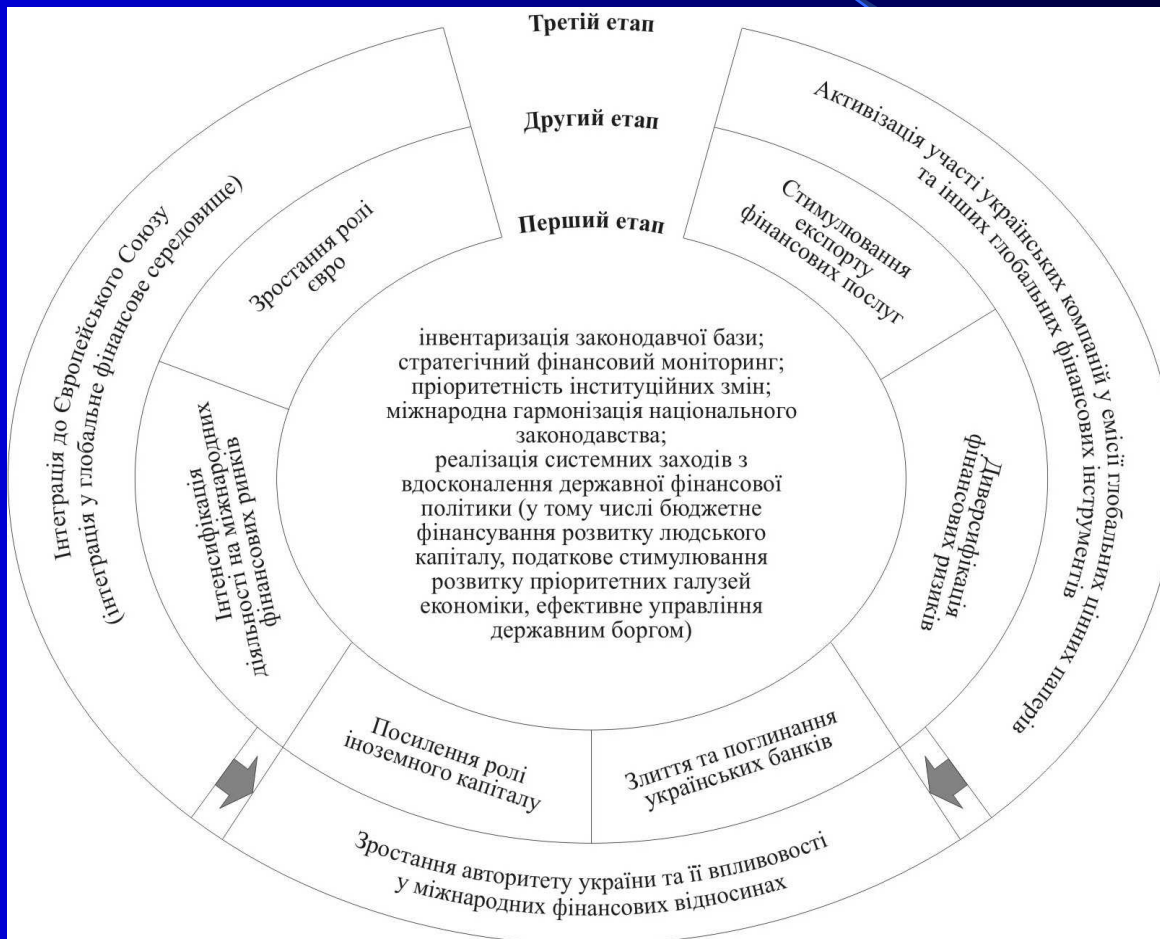 Третій етап
Другий етап
Перший етап
Інтеграція до Європейського Союзу
(інтеграція у глобальне фінансове середовище)
Зростання ролі
євро
Інтенсифікація
діяльності на міжнародних
фінансових ринків
Активізація участі українських компаній у емісії глобальних цінних паперів
та інших глобальних фінансових інструментів
Стимулювання
експорту
фінансових послуг
Диверсифікація
фінансових ризиків
інвентаризація законодавчої бази;
стратегічний фінансовий моніторинг;
пріоритетність інституційних змін;
міжнародна гармонізація національного
законодавства;
реалізація системних заходів з
вдосконалення державної фінансової
політики (у тому числі бюджетне
фінансування розвитку людського
капіталу, податкове стимулювання
розвитку пріоритетних галузей
економіки, ефективне управління
державним боргом)
Посилення ролі
іноземного капіталу
Злиття та поглинання
українських банків
Зростання авторитету україни та її впливовості
у міжнародних фінансових відносинах